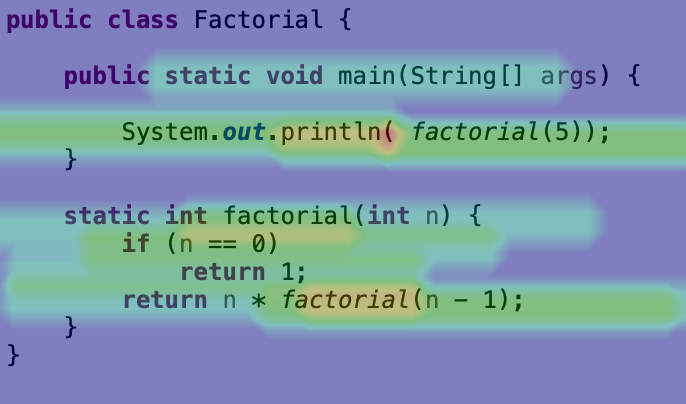 public class Factorial {
public static void main(String[] args) {
System.out.println( factorial(5));
}
static int factorial(int n) {
if (n == 0)
return 1;
return n * factorial(n - 1);
}
}